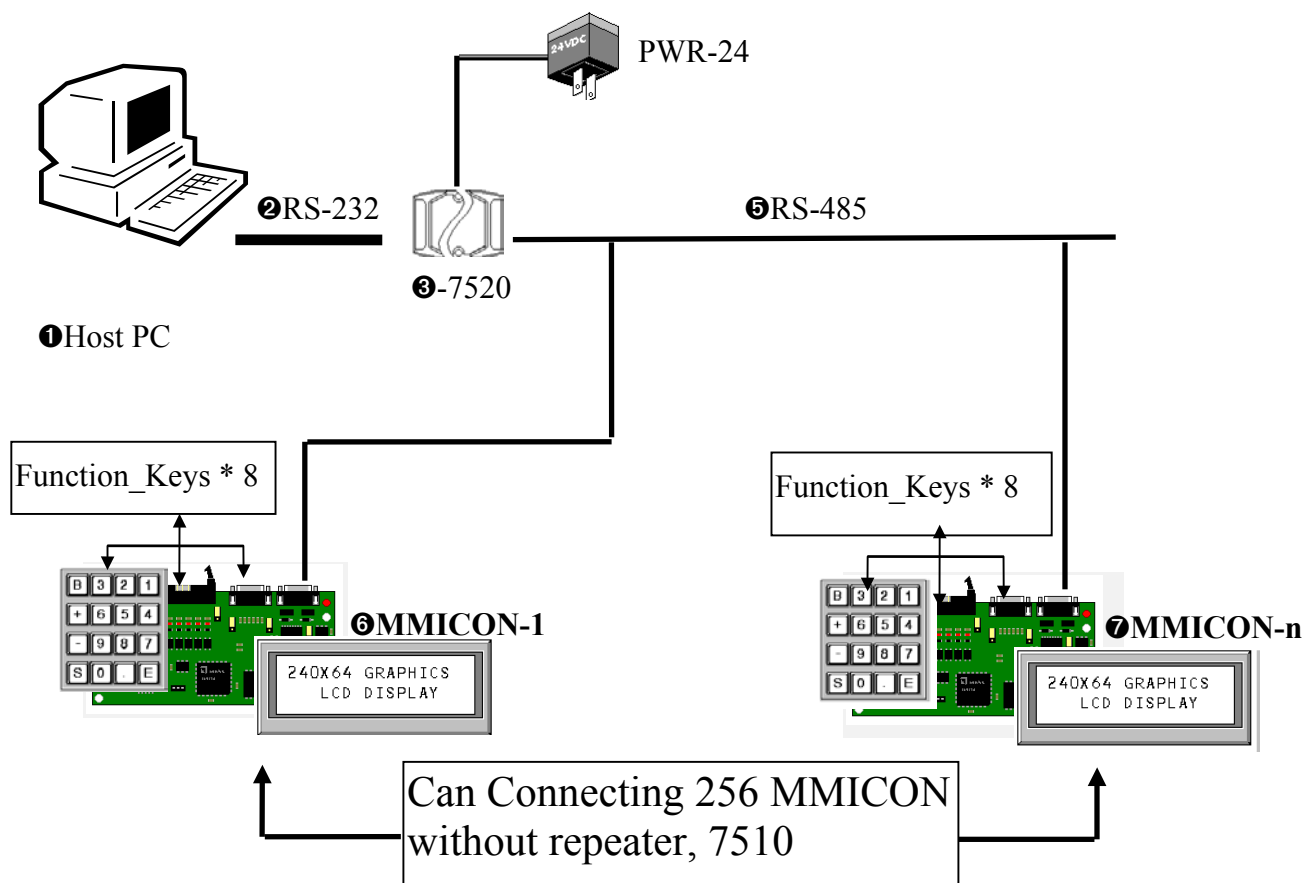 24VDC
PWR-24
❷RS-232
❺RS-485
❸-7520
❶Host PC
Function_Keys * 8
Function_Keys * 8
B 3 2 1
+ 6 5 4
- 9 8 7
S 0 . E
❻MMICON-1
240X64 GRAPHICS
LCD DISPLAY
B 3 2 1
+ 6 5 4
- 9 8 7
S 0 . E
❼MMICON-n
240X64 GRAPHICS
LCD DISPLAY
Can Connecting 256 MMICON
without repeater, 7510